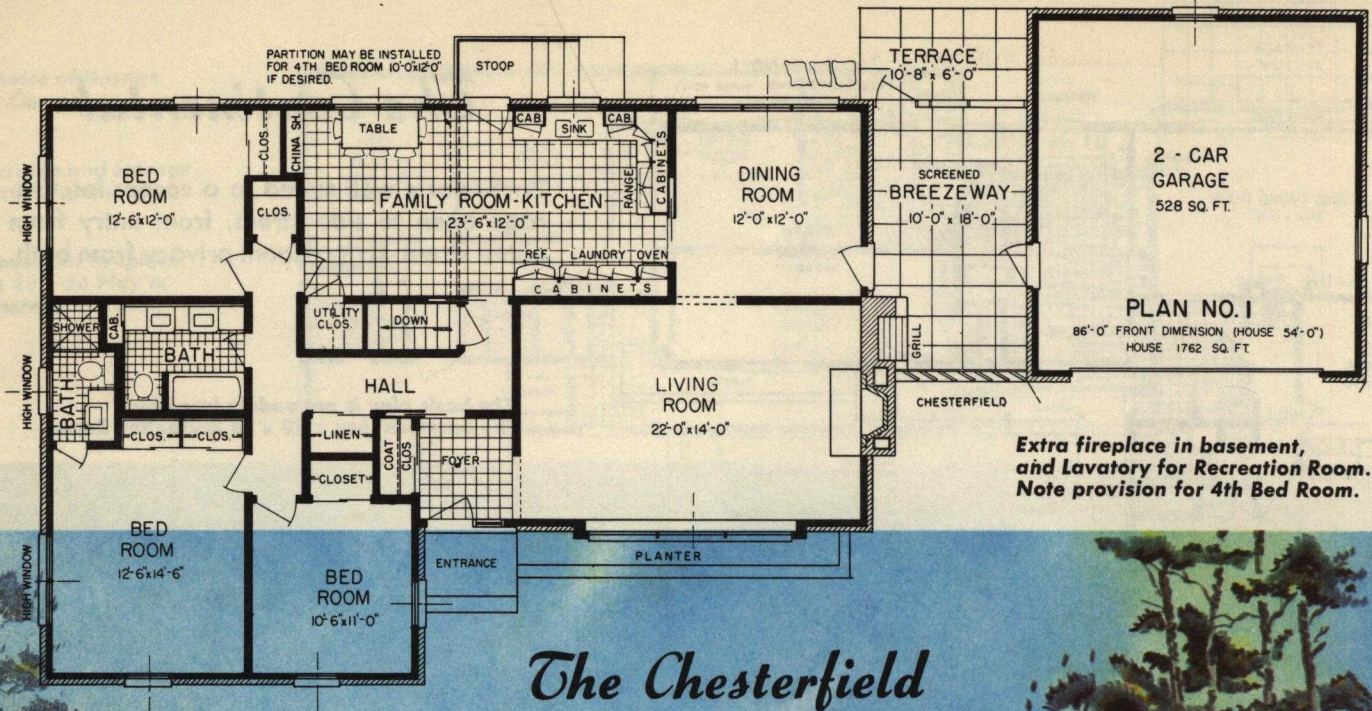 PARTITION MAY BE INSTALLED
FOR 4TH BED ROOM 10'-0"x12'-0"
IF DESIRED.
STOOP
TERRACE
10'-8" x 6'-0"
HIGH WINDOW
BED
ROOM
12'-6"x12'-0"
CLOS.
CLOS.
CHINA SH.
TABLE
CAB.
SINK
CAB.
CABINETS
RANGE
FAMILY ROOM-KITCHEN
23'-6"x12'-0"
REF.
LAUNDRY
OVEN
CABINETS
DINING
ROOM
12'-0"x12'-0"
SCREENED
BREEZEWAY
10'-0" x 18'-0"
2 - CAR
GARAGE
528 SQ. FT.
PLAN NO. 1
86'-0" FRONT DIMENSION (HOUSE 54'-0")
HOUSE 1762 SQ. FT.
SHOWER
CAB.
BATH
UTILITY
CLOS.
DOWN
GRILL
HIGH WINDOW
BATH
HALL
LIVING
ROOM
22'-0"x14'-0"
CHESTERFIELD
CLOS.
CLOS.
LINEN
COAT
CLOS
FOYER
CLOSET
Extra fireplace in basement,
and Lavatory for Recreation Room.
Note provision for 4th Bed Room.
HIGH WINDOW
BED
ROOM
12'-6"x14'-6"
BED
ROOM
10'-6"x11'-0"
ENTRANCE
PLANTER
The Chesterfield